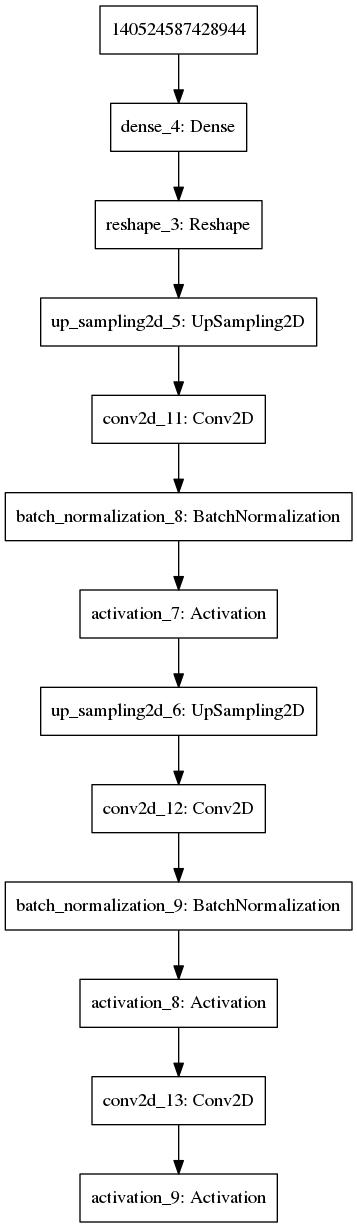 140524587428944
dense_4: Dense
reshape_3: Reshape
up_sampling2d_5: UpSampling2D
conv2d_11: Conv2D
batch_normalization_8: BatchNormalization
activation_7: Activation
up_sampling2d_6: UpSampling2D
conv2d_12: Conv2D
batch_normalization_9: BatchNormalization
activation_8: Activation
conv2d_13: Conv2D
activation_9: Activation